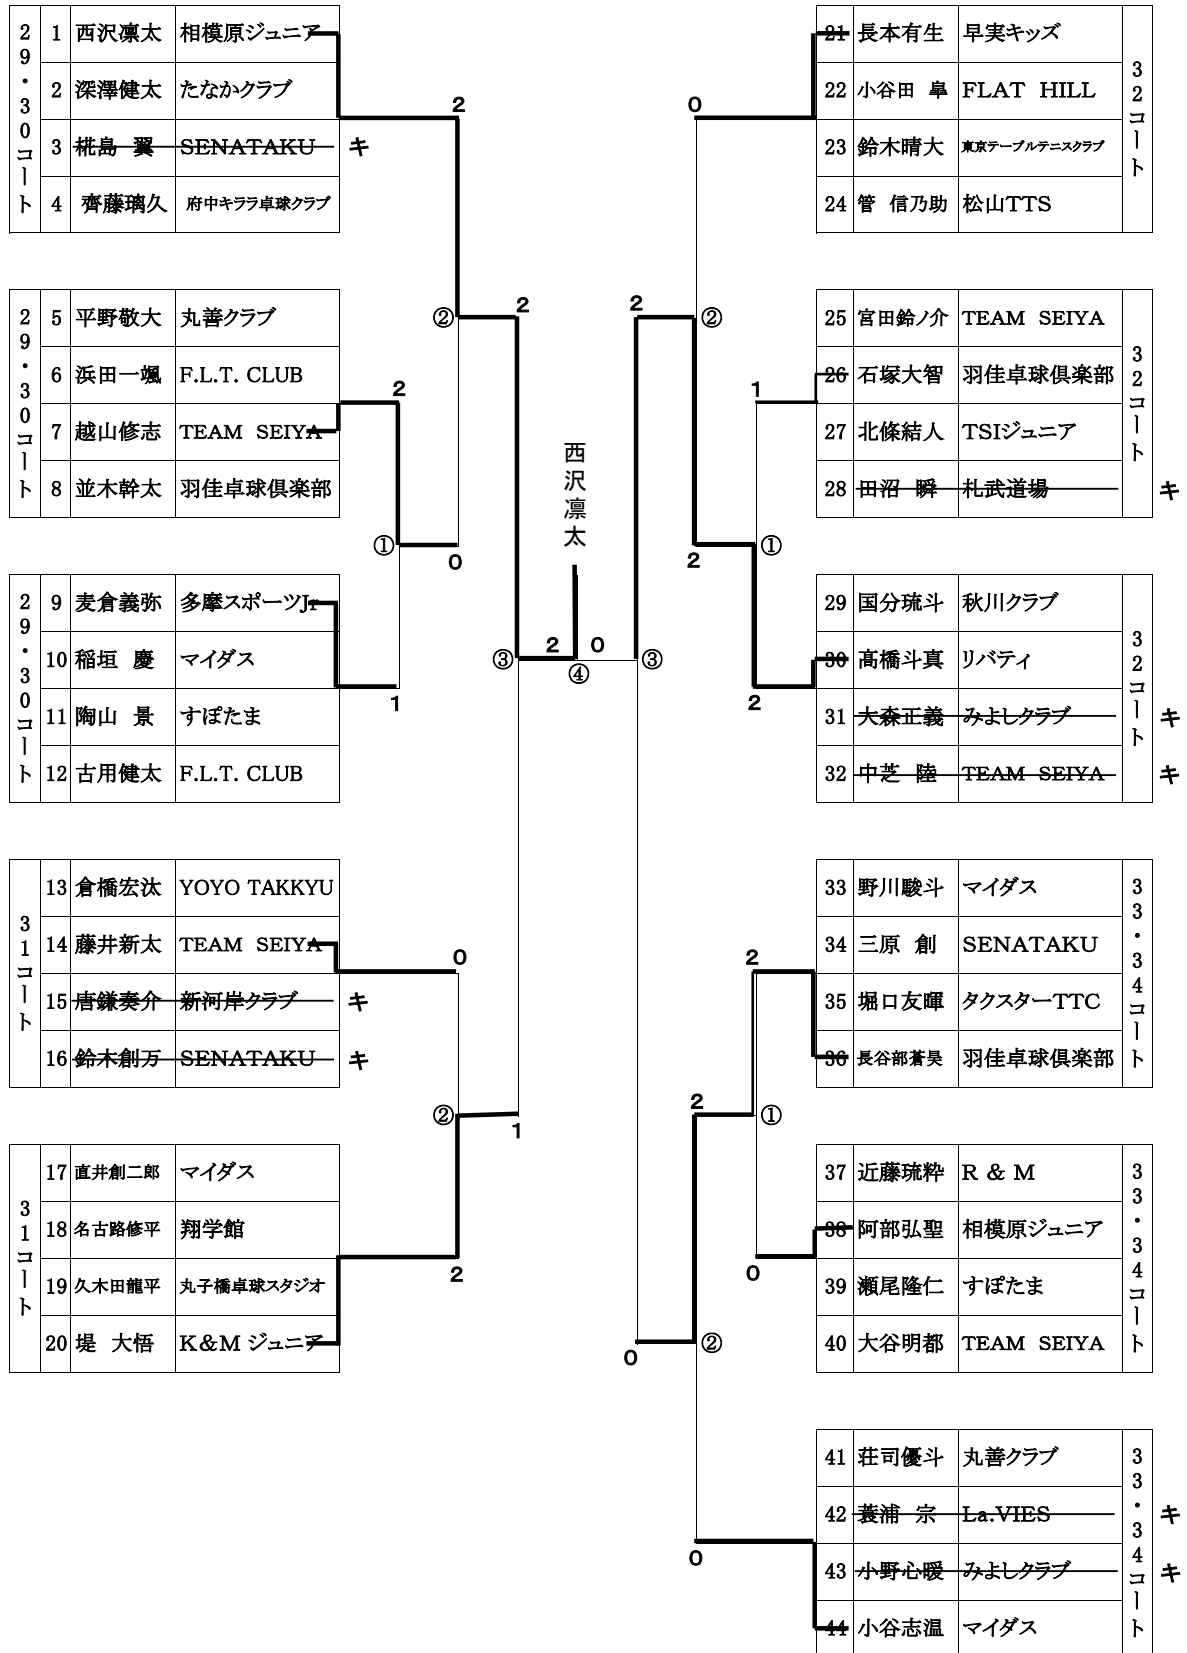 29・30コート
1 西沢凛太 相模原ジュニア
2 深澤健太 たなかクラブ
3 椛島 翼 SENATAKU キ
4 齊藤璃久 府中キララ卓球クラブ
29・30コート
5 平野敬大 丸善クラブ
6 浜田一颯 F.L.T. CLUB
7 越山修志 TEAM SEIYA
8 並木幹太 羽佳卓球倶楽部
29・30コート
9 麦倉義弥 多摩スポーツJr
10 稲垣 慶 マイダス
11 陶山 景 すぽたま
12 古用健太 F.L.T. CLUB
31コート
13 倉橋宏汰 YOYO TAKKYU
14 藤井新太 TEAM SEIYA
15 唐鎌奏介 新河岸クラブ キ
16 鈴木創万 SENATAKU キ
31コート
17 直井創二郎 マイダス
18 名古路修平 翔学館
19 久木田龍平 丸子橋卓球スタジオ
20 堤 大悟 K&M ジュニア
2
②
2
2
①
0
1
0
②
1
2
③
2
④
0
③
西沢凛太
0
2
②
1
2
①
2
2
2
①
0
0
②
0
21 長本有生 早実キッズ
22 小谷田 皐 FLAT HILL
23 鈴木晴大 東京テーブルテニスクラブ
24 管 信乃助 松山TTS
32コート
25 宮田鈴ノ介 TEAM SEIYA
26 石塚大智 羽佳卓球倶楽部
27 北條結人 TSIジュニア
28 田沼 瞬 札武道場 キ
32コート
29 国分琉斗 秋川クラブ
30 髙橋斗真 リバティ
31 大森正義 みよしクラブ キ
32 中芝 陸 TEAM SEIYA キ
32コート
33 野川駿斗 マイダス
34 三原 創 SENATAKU
35 堀口友暉 タクスターTTC
36 長谷部蒼昊 羽佳卓球倶楽部
33・34コート
37 近藤琉粋 R & M
38 阿部弘聖 相模原ジュニア
39 瀬尾隆仁 すぽたま
40 大谷明都 TEAM SEIYA
33・34コート
41 荘司優斗 丸善クラブ
42 蓑浦 宗 La.VIES キ
43 小野心暖 みよしクラブ キ
44 小谷志温 マイダス
33・34コート